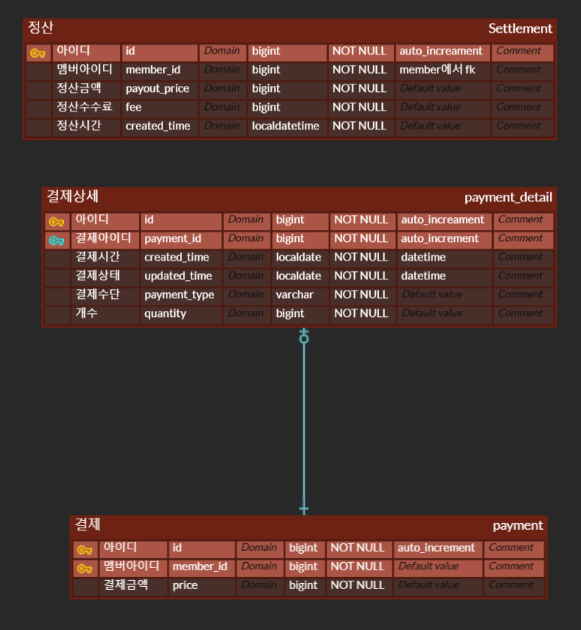 정산 Settlement
아이디 id Domain bigint NOT NULL auto_increament Comment
멤버아이디 member_id Domain bigint NOT NULL member에서 fk Comment
정산금액 payout_price Domain bigint NOT NULL Default value Comment
정산수수료 fee Domain bigint NOT NULL Default value Comment
정산시간 created_time Domain localdatetime NOT NULL Default value Comment
결제상세 payment_detail
아이디 id Domain bigint NOT NULL auto_increament Comment
결제아이디 payment_id Domain bigint NOT NULL auto_increment Comment
결제시간 created_time Domain localdate NOT NULL datetime Comment
결제상태 updated_time Domain localdate NOT NULL datetime Comment
결제수단 payment_type Domain varchar NOT NULL Default value Comment
개수 quantity Domain bigint NOT NULL Default value Comment
결제 payment
아이디 id Domain bigint NOT NULL auto_increment Comment
멤버아이디 member_id Domain bigint NOT NULL Default value Comment
결제금액 price Domain bigint NOT NULL Default value Comment